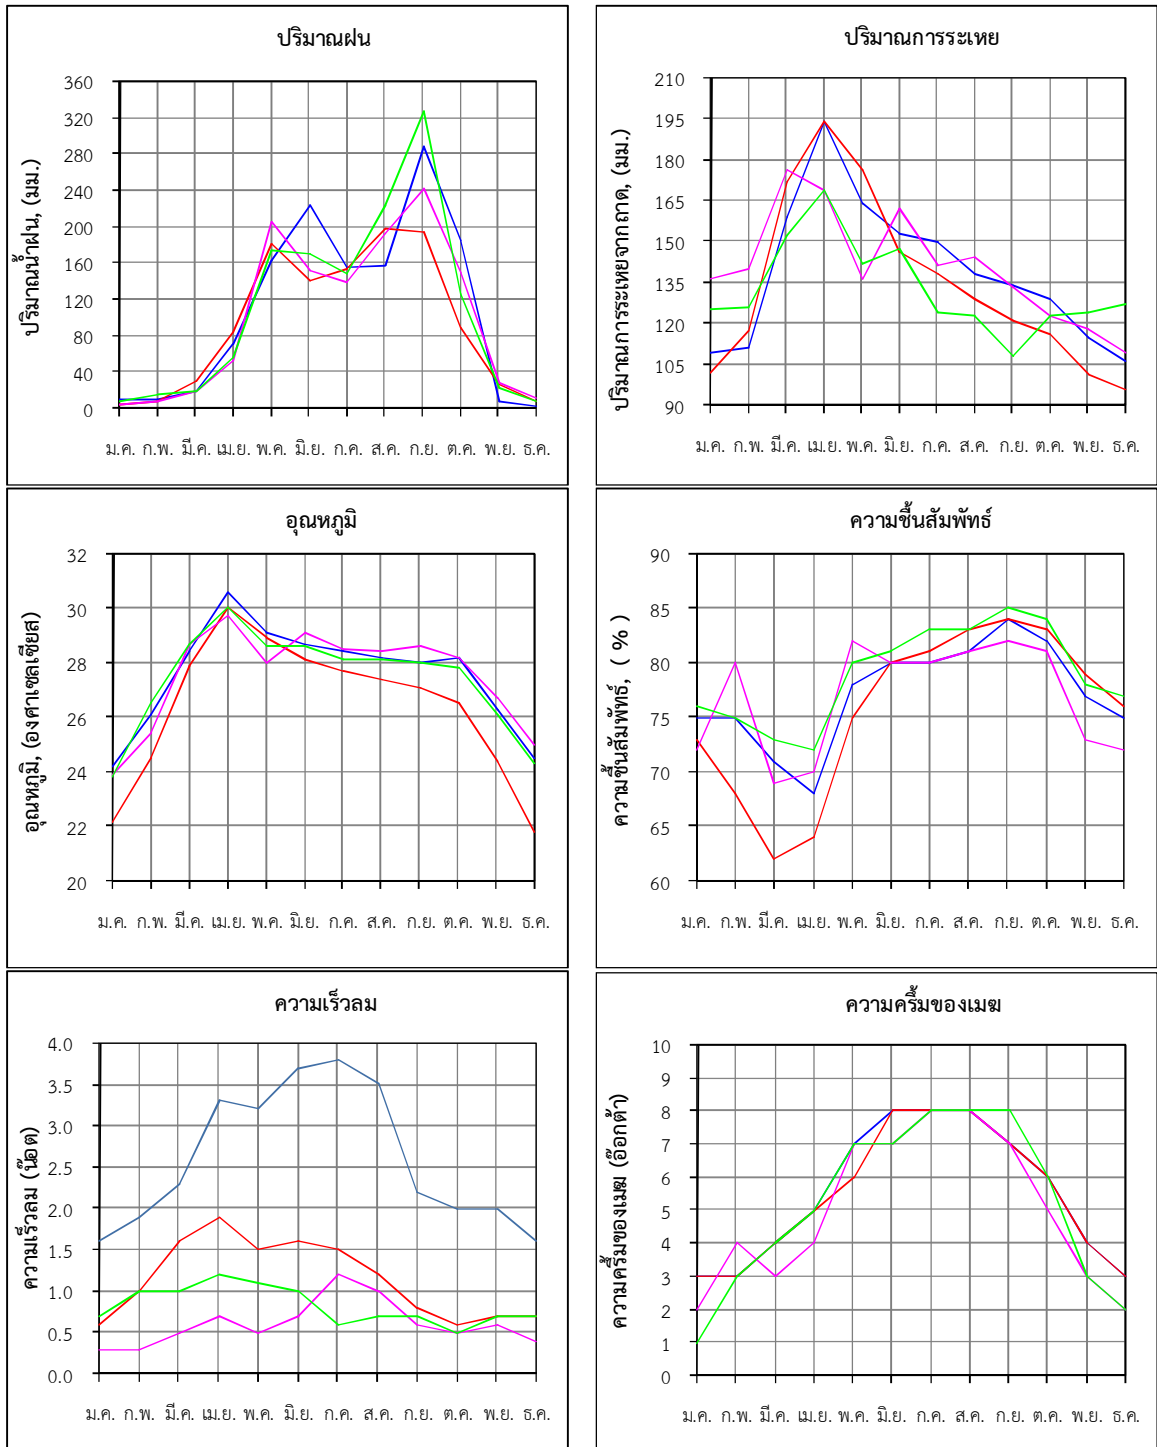 ปริมาณฝน
ปริมาณน้ำฝน, (มม.)
360
320
280
240
200
160
120
80
40
0
ม.ค. ก.พ. มี.ค. เม.ย. พ.ค. มิ.ย. ก.ค. ส.ค. ก.ย. ต.ค. พ.ย. ธ.ค.
ปริมาณการระเหย
ปริมาณการระเหยจากถาด, (มม.)
210
195
180
165
150
135
120
105
90
ม.ค. ก.พ. มี.ค. เม.ย. พ.ค. มิ.ย. ก.ค. ส.ค. ก.ย. ต.ค. พ.ย. ธ.ค.
อุณหภูมิ
อุณหภูมิ, (องศาเซลเซียส)
32
30
28
26
24
22
20
ม.ค. ก.พ. มี.ค. เม.ย. พ.ค. มิ.ย. ก.ค. ส.ค. ก.ย. ต.ค. พ.ย. ธ.ค.
ความชื้นสัมพัทธ์
ความชื้นสัมพัทธ์, ( % )
90
85
80
75
70
65
60
ม.ค. ก.พ. มี.ค. เม.ย. พ.ค. มิ.ย. ก.ค. ส.ค. ก.ย. ต.ค. พ.ย. ธ.ค.
ความเร็วลม
ความเร็วลม (น๊อต)
4.0
3.5
3.0
2.5
2.0
1.5
1.0
0.5
0.0
ม.ค. ก.พ. มี.ค. เม.ย. พ.ค. มิ.ย. ก.ค. ส.ค. ก.ย. ต.ค. พ.ย. ธ.ค.
ความครึ้มของเมฆ
ความครึ้มของเมฆ (อ๊อกต้า)
10
9
8
7
6
5
4
3
2
1
0
ม.ค. ก.พ. มี.ค. เม.ย. พ.ค. มิ.ย. ก.ค. ส.ค. ก.ย. ต.ค. พ.ย. ธ.ค.